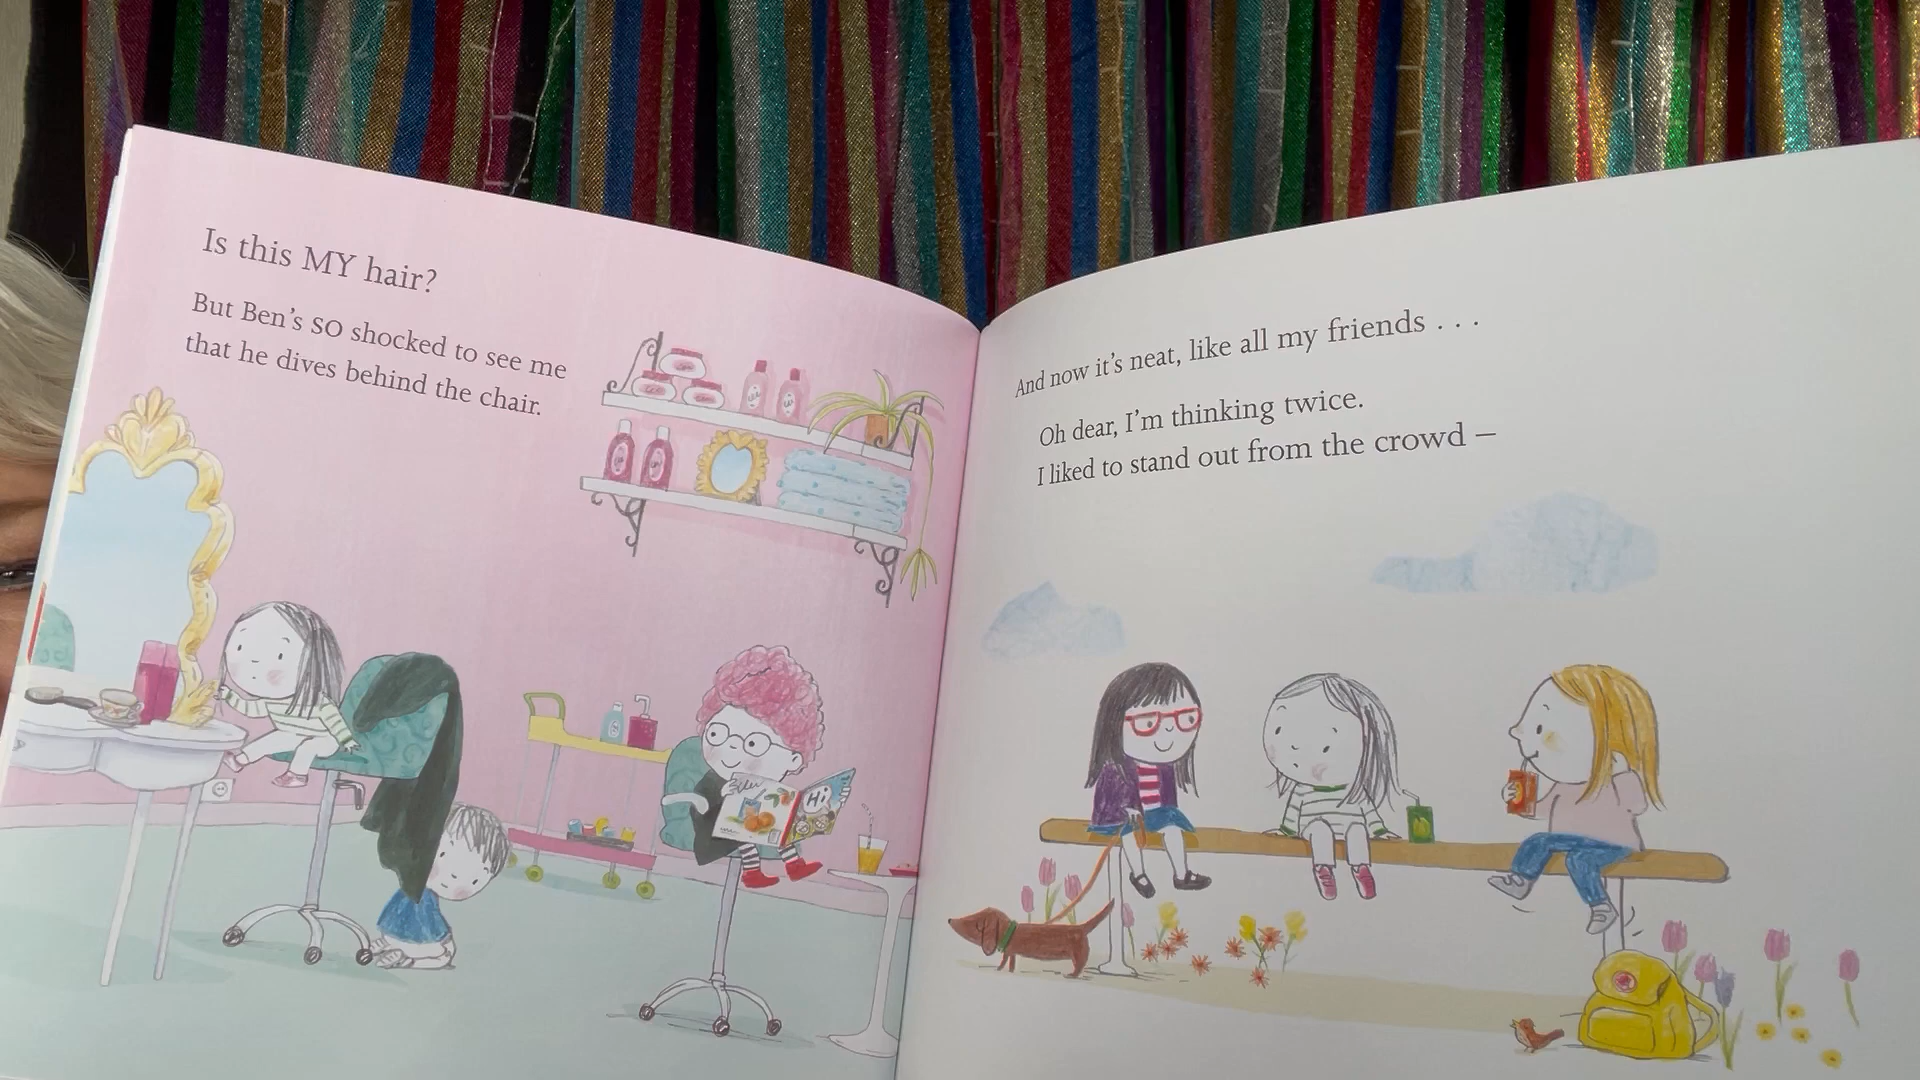 Is this MY hair?
But Ben's SO shocked to see me
that he dives behind the chair.
Hi
And now it's neat, like all my friends . . .
Oh dear, I'm thinking twice.
I liked to stand out from the crowd –